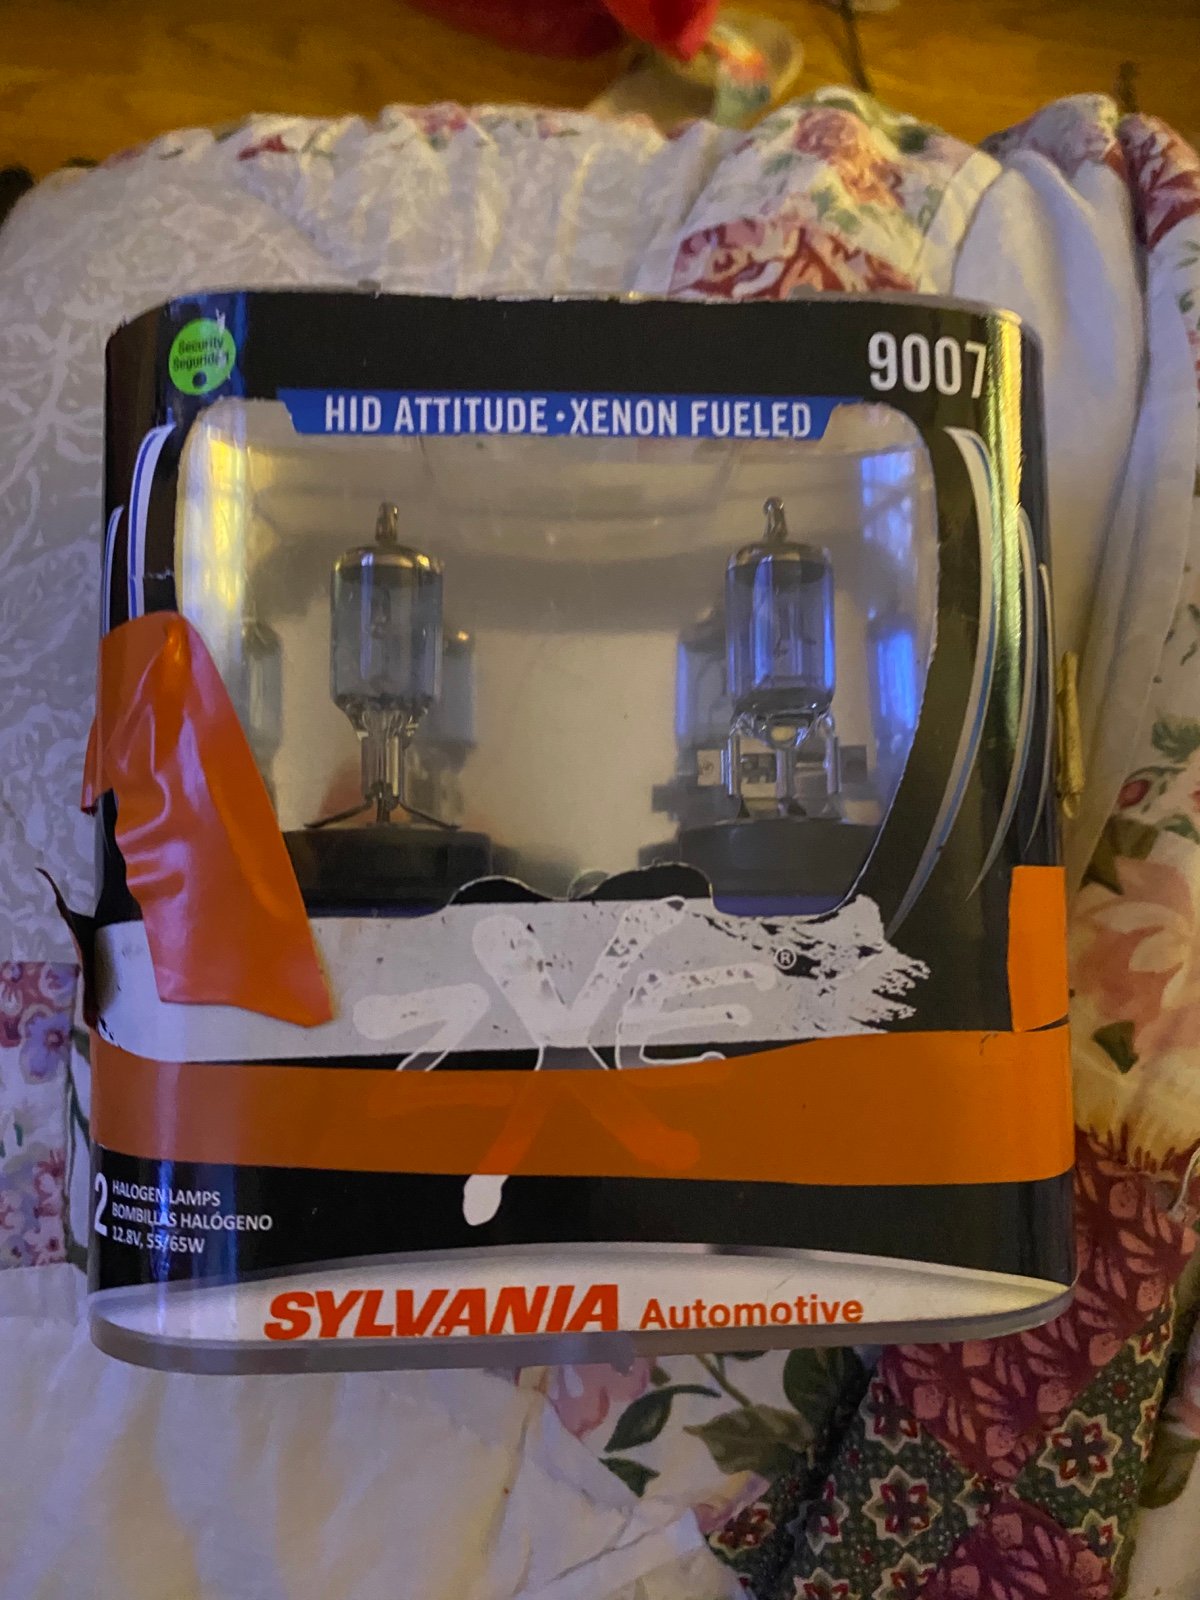 Security
Seguridad
9007
HID ATTITUDE · XENON FUELED
®
2
HALOGEN LAMPS
BOMBILLAS HALÓGENO
12.8V, 55/65W
SYLVANIA Automotive